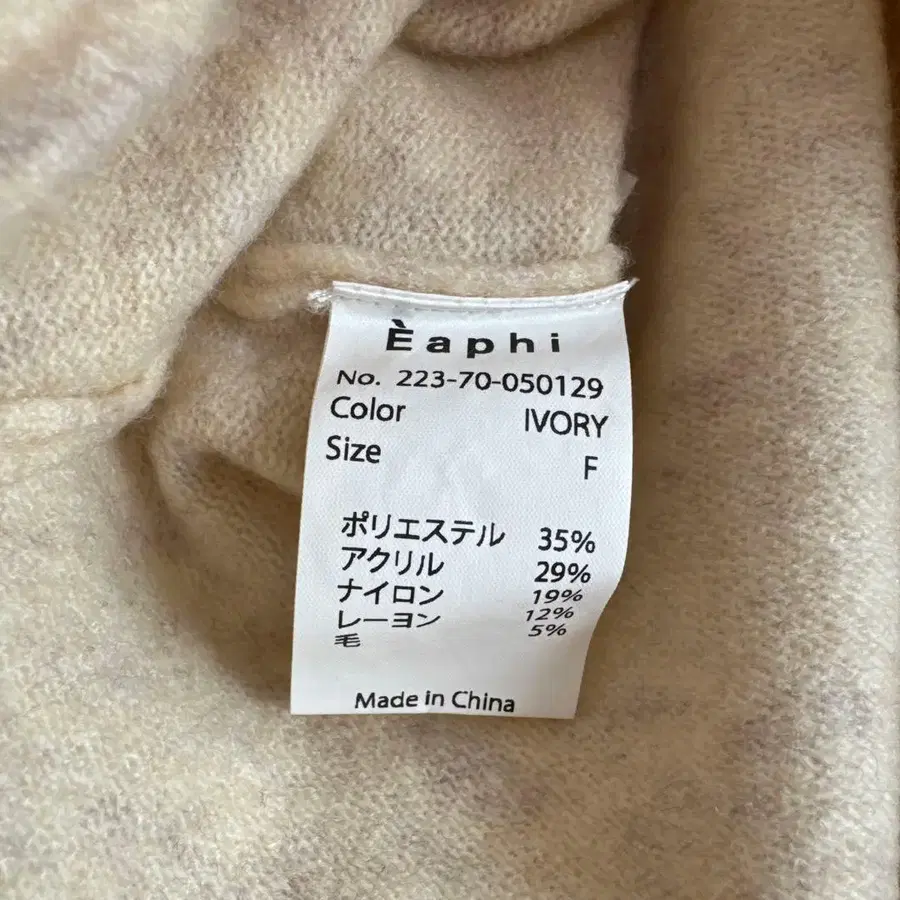 Èaphi
No. 223-70-050129
Color IVORY
Size F
ポリエステル 35%
アクリル 29%
ナイロン 19%
レーヨン 12%
毛 5%
Made in China